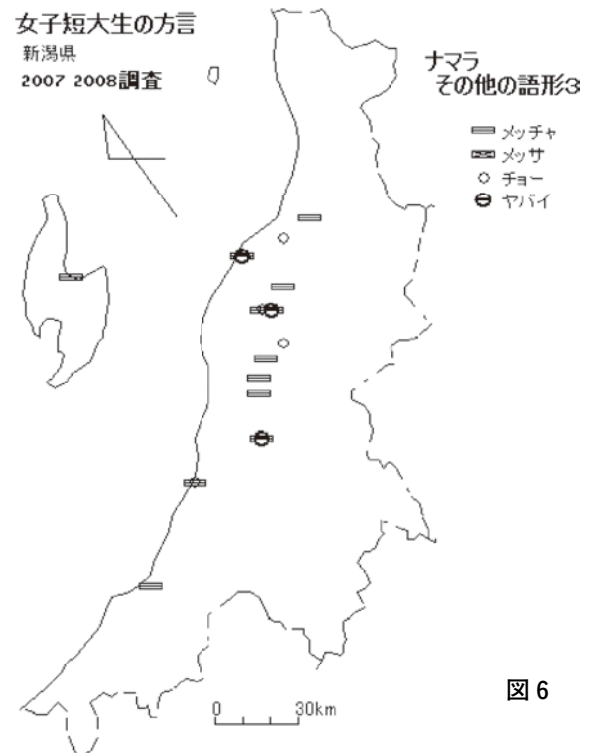 女子短大生の方言
新潟県
2007 2008調査
ナマラ
その他の語形3
メッチャ
メッサ
チョー
ヤバイ
0 30km
図6